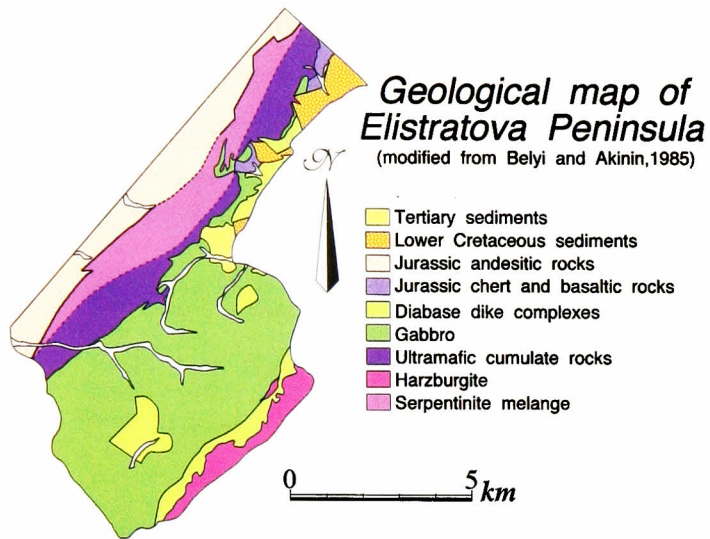 Geological map of
Elistratova Peninsula
(modified from Belyi and Akinin,1985)
N
Tertiary sediments
Lower Cretaceous sediments
Jurassic andesitic rocks
Jurassic chert and basaltic rocks
Diabase dike complexes
Gabbro
Ultramafic cumulate rocks
Harzburgite
Serpentinite melange
0 5 km